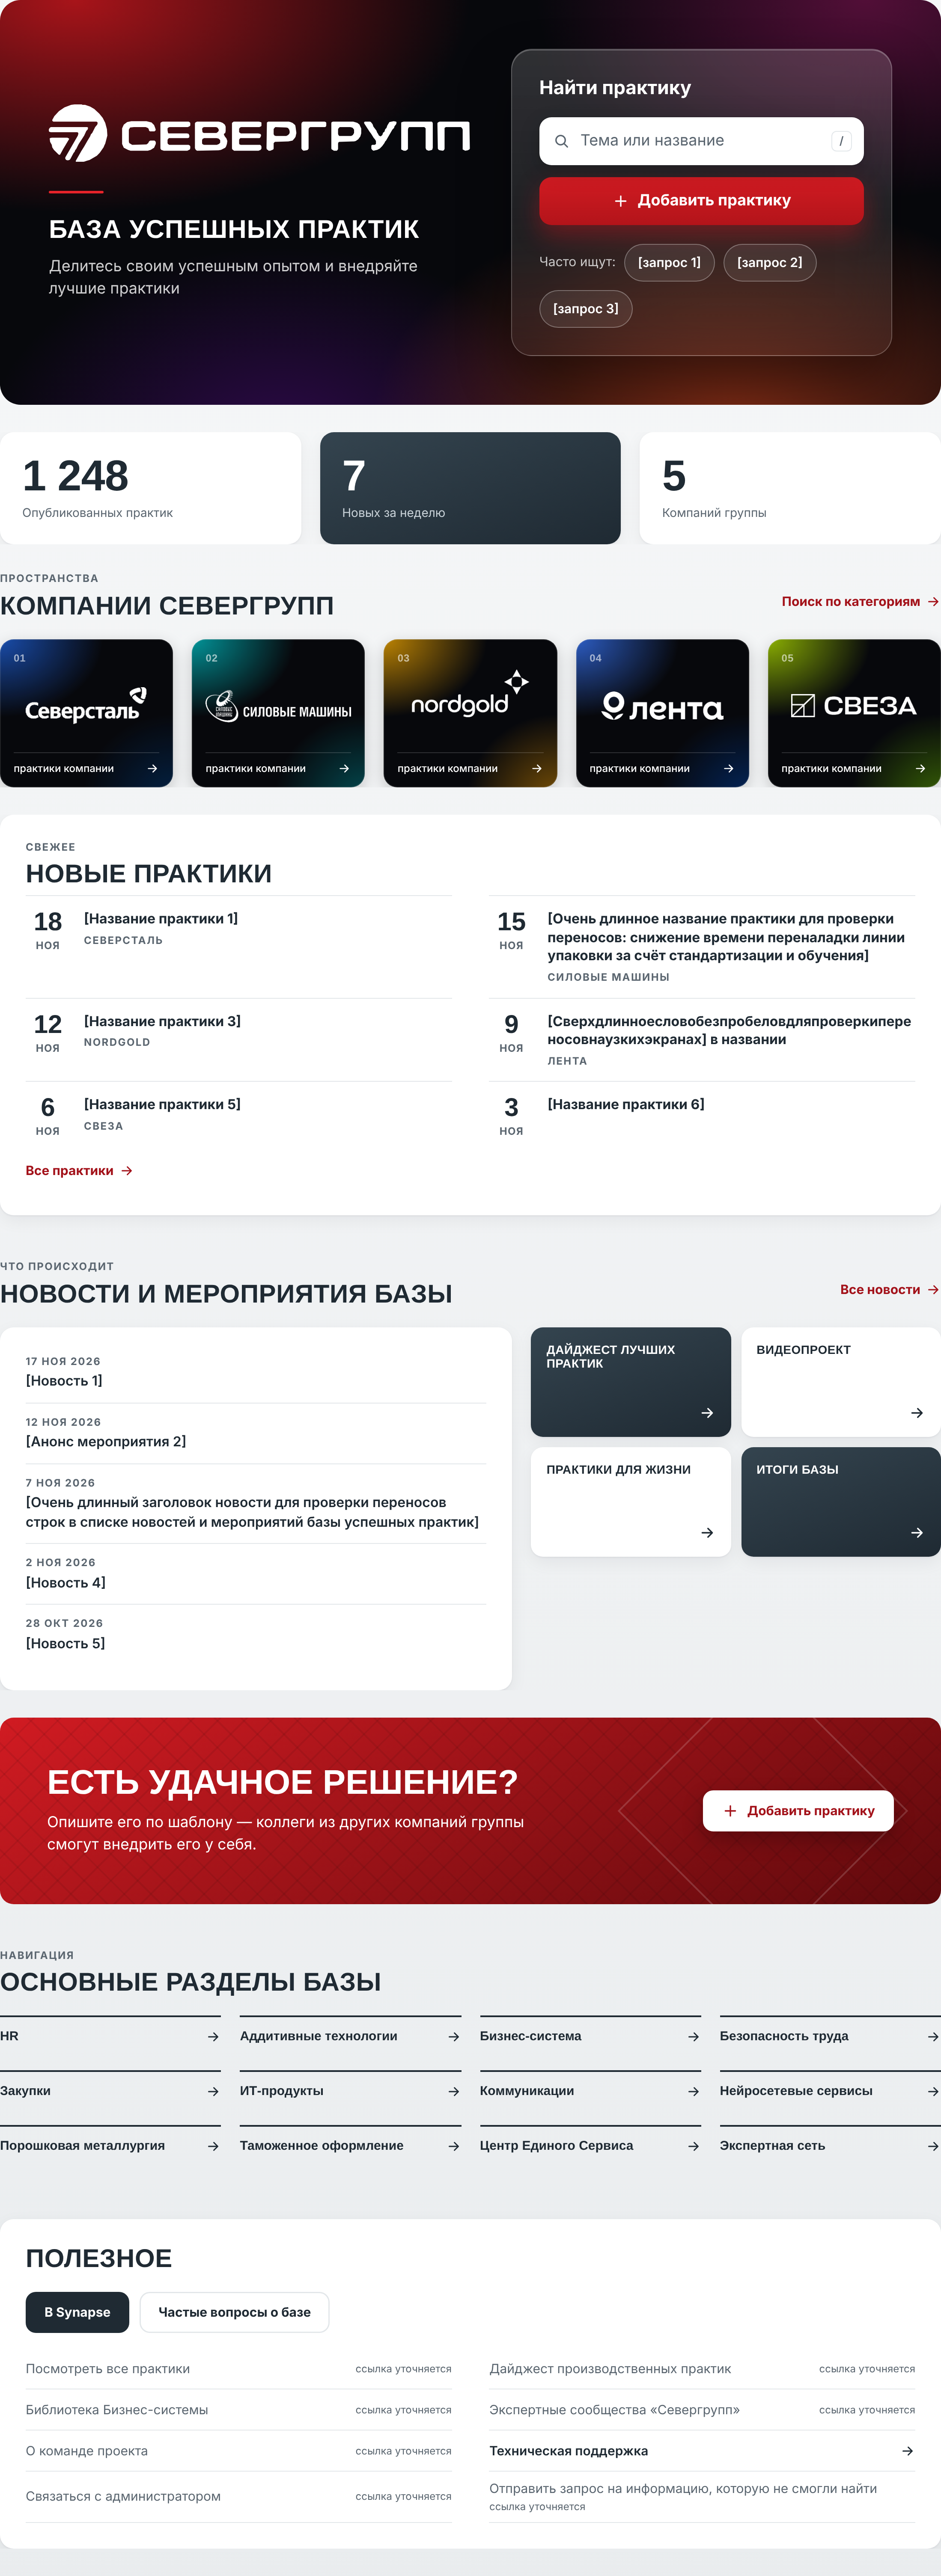 СЕВЕРГРУПП
БАЗА УСПЕШНЫХ ПРАКТИК
Делитесь своим успешным опытом и внедряйте
лучшие практики
Найти практику
Тема или название /
+ Добавить практику
Часто ищут: [запрос 1] [запрос 2]
[запрос 3]
1 248
Опубликованных практик
7
Новых за неделю
5
Компаний группы
ПРОСТРАНСТВА
КОМПАНИИ СЕВЕРГРУПП
Поиск по категориям →
01
Северсталь
практики компании →
02
СИЛОВЫЕ МАШИНЫ
практики компании →
03
nordgold
практики компании →
04
лента
практики компании →
05
СВЕЗА
практики компании →
СВЕЖЕЕ
НОВЫЕ ПРАКТИКИ
18 НОЯ
[Название практики 1]
СЕВЕРСТАЛЬ
15 НОЯ
[Очень длинное название практики для проверки
переносов: снижение времени переналадки линии
упаковки за счёт стандартизации и обучения]
СИЛОВЫЕ МАШИНЫ
12 НОЯ
[Название практики 3]
NORDGOLD
9 НОЯ
[Сверхдлинноесловобезпробеловдляпроверкипере
носовнаузкихэкранах] в названии
ЛЕНТА
6 НОЯ
[Название практики 5]
СВЕЗА
3 НОЯ
[Название практики 6]
Все практики →
ЧТО ПРОИСХОДИТ
НОВОСТИ И МЕРОПРИЯТИЯ БАЗЫ
Все новости →
17 НОЯ 2026
[Новость 1]
12 НОЯ 2026
[Анонс мероприятия 2]
7 НОЯ 2026
[Очень длинный заголовок новости для проверки переносов
строк в списке новостей и мероприятий базы успешных практик]
2 НОЯ 2026
[Новость 4]
28 ОКТ 2026
[Новость 5]
ДАЙДЖЕСТ ЛУЧШИХ
ПРАКТИК
→
ВИДЕОПРОЕКТ
→
ПРАКТИКИ ДЛЯ ЖИЗНИ
→
ИТОГИ БАЗЫ
→
ЕСТЬ УДАЧНОЕ РЕШЕНИЕ?
Опишите его по шаблону — коллеги из других компаний группы
смогут внедрить его у себя.
+ Добавить практику
НАВИГАЦИЯ
ОСНОВНЫЕ РАЗДЕЛЫ БАЗЫ
HR →
Аддитивные технологии →
Бизнес-система →
Безопасность труда →
Закупки →
ИТ-продукты →
Коммуникации →
Нейросетевые сервисы →
Порошковая металлургия →
Таможенное оформление →
Центр Единого Сервиса →
Экспертная сеть →
ПОЛЕЗНОЕ
В Synapse
Частые вопросы о базе
Посмотреть все практики ссылка уточняется
Дайджест производственных практик ссылка уточняется
Библиотека Бизнес-системы ссылка уточняется
Экспертные сообщества «Севергрупп» ссылка уточняется
О команде проекта ссылка уточняется
Техническая поддержка →
Связаться с администратором ссылка уточняется
Отправить запрос на информацию, которую не смогли найти
ссылка уточняется